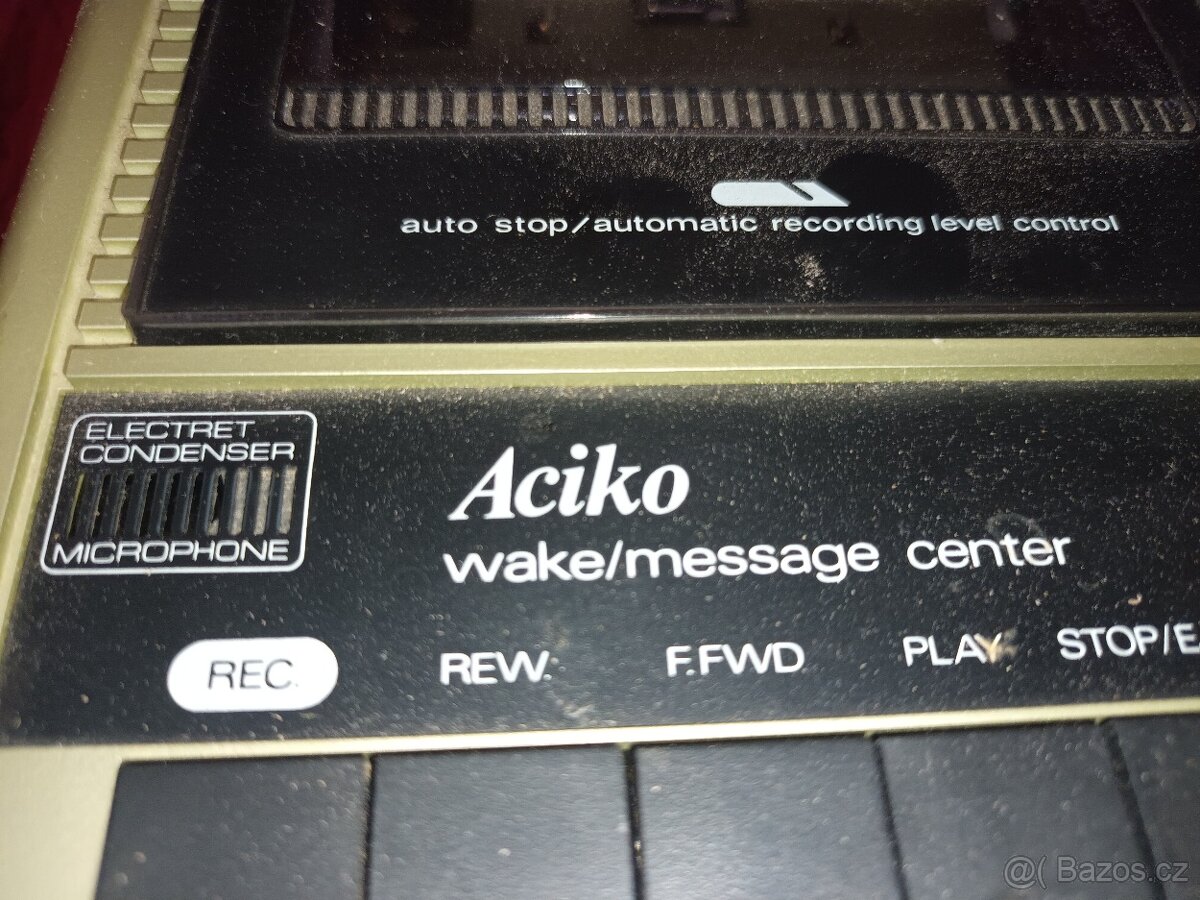 auto stop/automatic recording level control
ELECTRET
CONDENSER
MICROPHONE
Aciko
wake/message center
REC. REW. F.FWD PLAY STOP/E
@( Bazos.cz